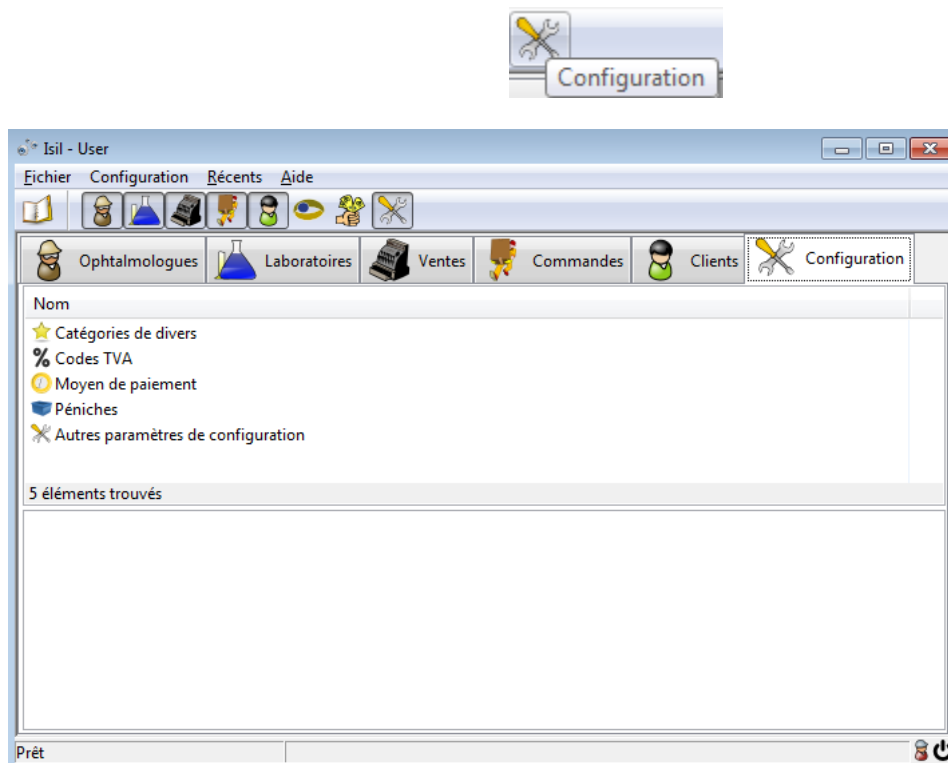 Configuration
Isil - User
Fichier Configuration Récents Aide
Ophtalmologues Laboratoires Ventes Commandes Clients Configuration
Nom
Catégories de divers
% Codes TVA
Moyen de paiement
Péniches
Autres paramètres de configuration
5 éléments trouvés
Prêt